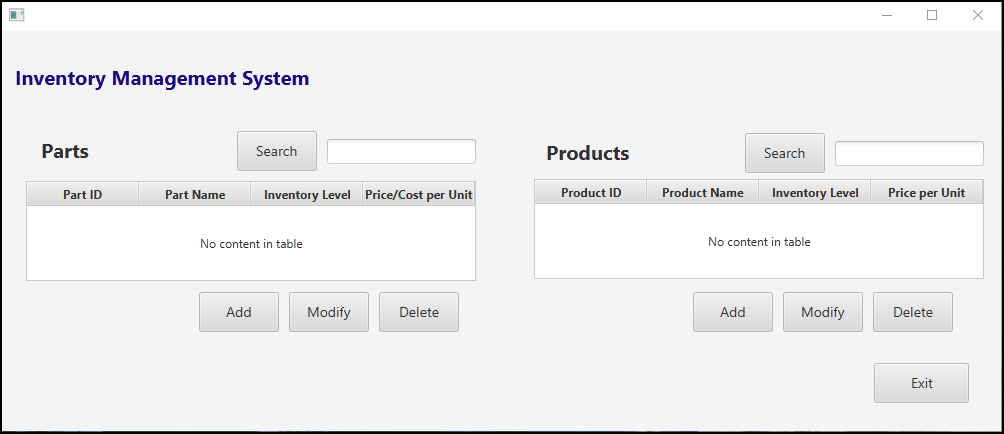 Inventory Management System
Parts
Search
Part ID Part Name Inventory Level Price/Cost per Unit
No content in table
Add Modify Delete
Products
Search
Product ID Product Name Inventory Level Price per Unit
No content in table
Add Modify Delete
Exit